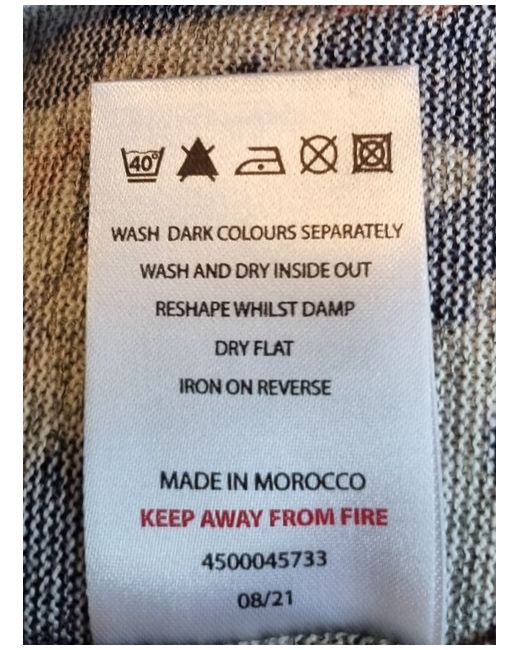 40°
WASH DARK COLOURS SEPARATELY
WASH AND DRY INSIDE OUT
RESHAPE WHILST DAMP
DRY FLAT
IRON ON REVERSE
MADE IN MOROCCO
KEEP AWAY FROM FIRE
4500045733
08/21